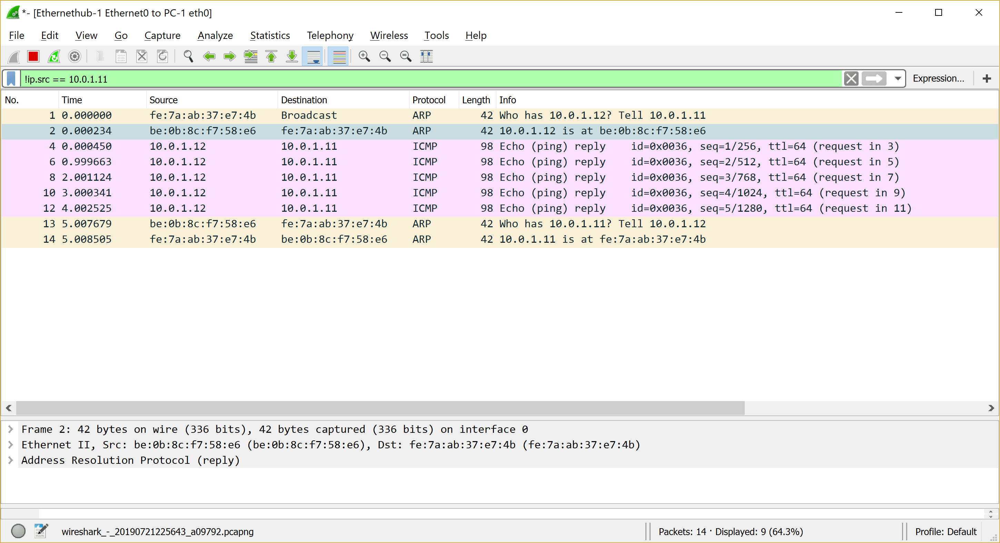 *- [Ethernethub-1 Ethernet0 to PC-1 eth0]
File Edit View Go Capture Analyze Statistics Telephony Wireless Tools Help
!ip.src == 10.0.1.11 Expression... +
No. Time Source Destination Protocol Length Info
1 0.000000 fe:7a:ab:37:e7:4b Broadcast ARP 42 Who has 10.0.1.12? Tell 10.0.1.11
2 0.000234 be:0b:8c:f7:58:e6 fe:7a:ab:37:e7:4b ARP 42 10.0.1.12 is at be:0b:8c:f7:58:e6
4 0.000450 10.0.1.12 10.0.1.11 ICMP 98 Echo (ping) reply id=0x0036, seq=1/256, ttl=64 (request in 3)
6 0.999663 10.0.1.12 10.0.1.11 ICMP 98 Echo (ping) reply id=0x0036, seq=2/512, ttl=64 (request in 5)
8 2.001124 10.0.1.12 10.0.1.11 ICMP 98 Echo (ping) reply id=0x0036, seq=3/768, ttl=64 (request in 7)
10 3.000341 10.0.1.12 10.0.1.11 ICMP 98 Echo (ping) reply id=0x0036, seq=4/1024, ttl=64 (request in 9)
12 4.002525 10.0.1.12 10.0.1.11 ICMP 98 Echo (ping) reply id=0x0036, seq=5/1280, ttl=64 (request in 11)
13 5.007679 be:0b:8c:f7:58:e6 fe:7a:ab:37:e7:4b ARP 42 Who has 10.0.1.11? Tell 10.0.1.12
14 5.008505 fe:7a:ab:37:e7:4b be:0b:8c:f7:58:e6 ARP 42 10.0.1.11 is at fe:7a:ab:37:e7:4b
Frame 2: 42 bytes on wire (336 bits), 42 bytes captured (336 bits) on interface 0
Ethernet II, Src: be:0b:8c:f7:58:e6 (be:0b:8c:f7:58:e6), Dst: fe:7a:ab:37:e7:4b (fe:7a:ab:37:e7:4b)
Address Resolution Protocol (reply)
wireshark_-_20190721225643_a09792.pcapng Packets: 14 · Displayed: 9 (64.3%) Profile: Default